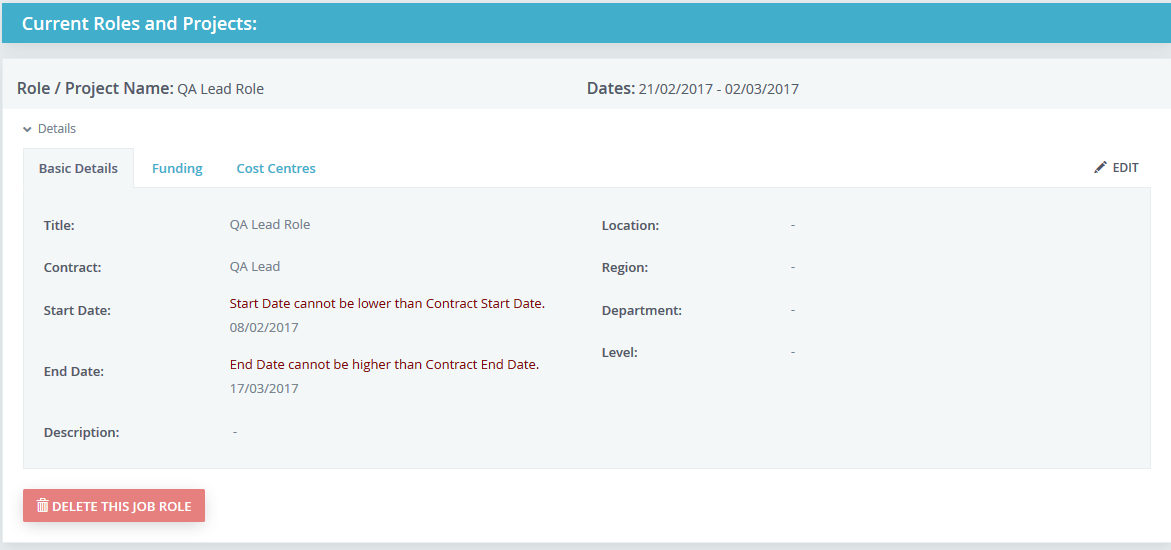 Current Roles and Projects:
Role / Project Name: QA Lead Role Dates: 21/02/2017 - 02/03/2017
Details
Basic Details Funding Cost Centres EDIT
Title: QA Lead Role Location: -
Contract: QA Lead Region: -
Start Date cannot be lower than Contract Start Date.
Start Date: Department: -
08/02/2017
Level: -
End Date cannot be higher than Contract End Date.
End Date:
17/03/2017
Description: -
DELETE THIS JOB ROLE